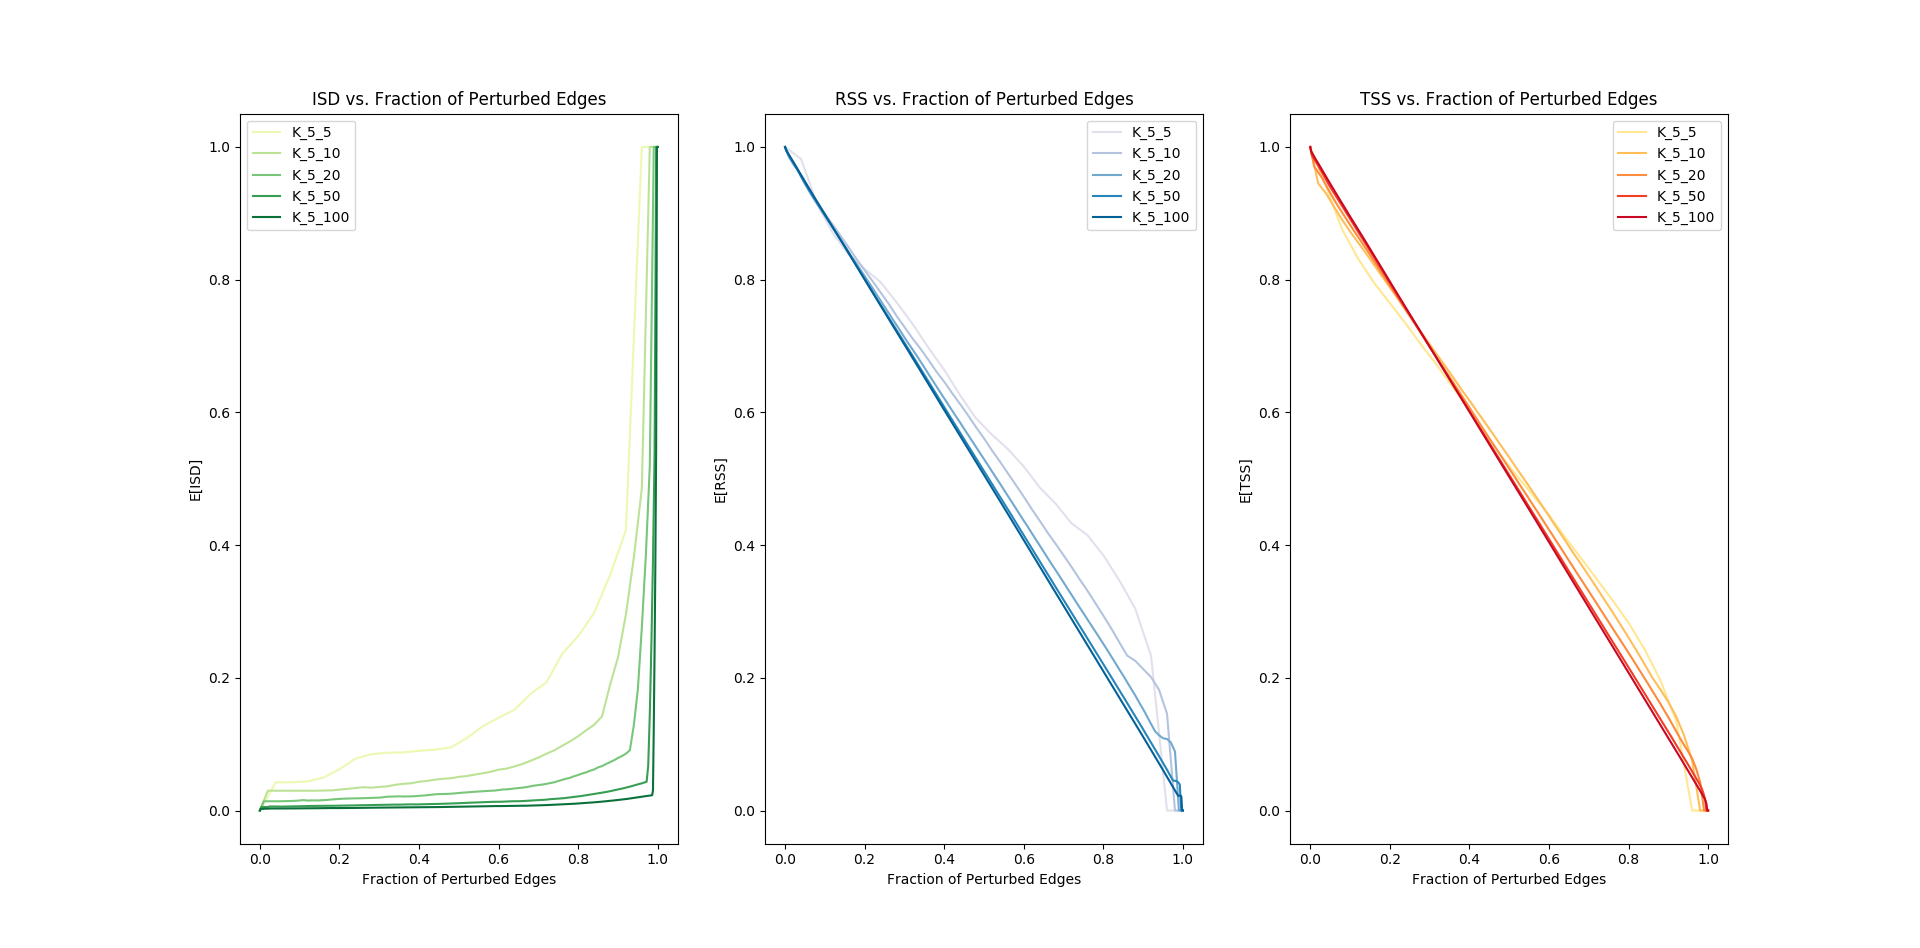 ISD vs. Fraction of Perturbed Edges
K_5_5
K_5_10
K_5_20
K_5_50
K_5_100
1.0
0.8
0.6
0.4
0.2
0.0
E[ISD]
0.0 0.2 0.4 0.6 0.8 1.0
Fraction of Perturbed Edges
RSS vs. Fraction of Perturbed Edges
K_5_5
K_5_10
K_5_20
K_5_50
K_5_100
1.0
0.8
0.6
0.4
0.2
0.0
E[RSS]
0.0 0.2 0.4 0.6 0.8 1.0
Fraction of Perturbed Edges
TSS vs. Fraction of Perturbed Edges
K_5_5
K_5_10
K_5_20
K_5_50
K_5_100
1.0
0.8
0.6
0.4
0.2
0.0
E[TSS]
0.0 0.2 0.4 0.6 0.8 1.0
Fraction of Perturbed Edges